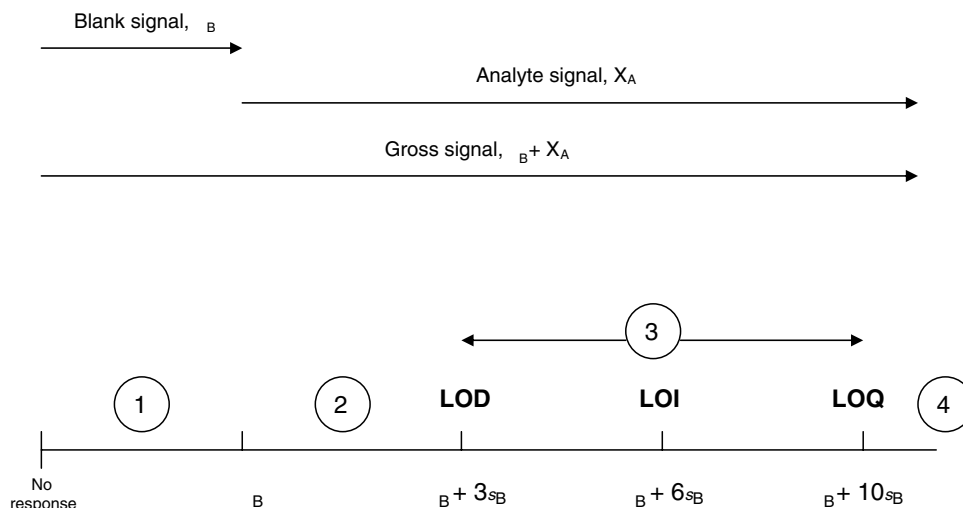 Blank signal, B
Analyte signal, XA
Gross signal, B + XA
3
1
2
LOD
LOI
LOQ
4
No
response
B
B + 3sB
B + 6sB
B + 10sB